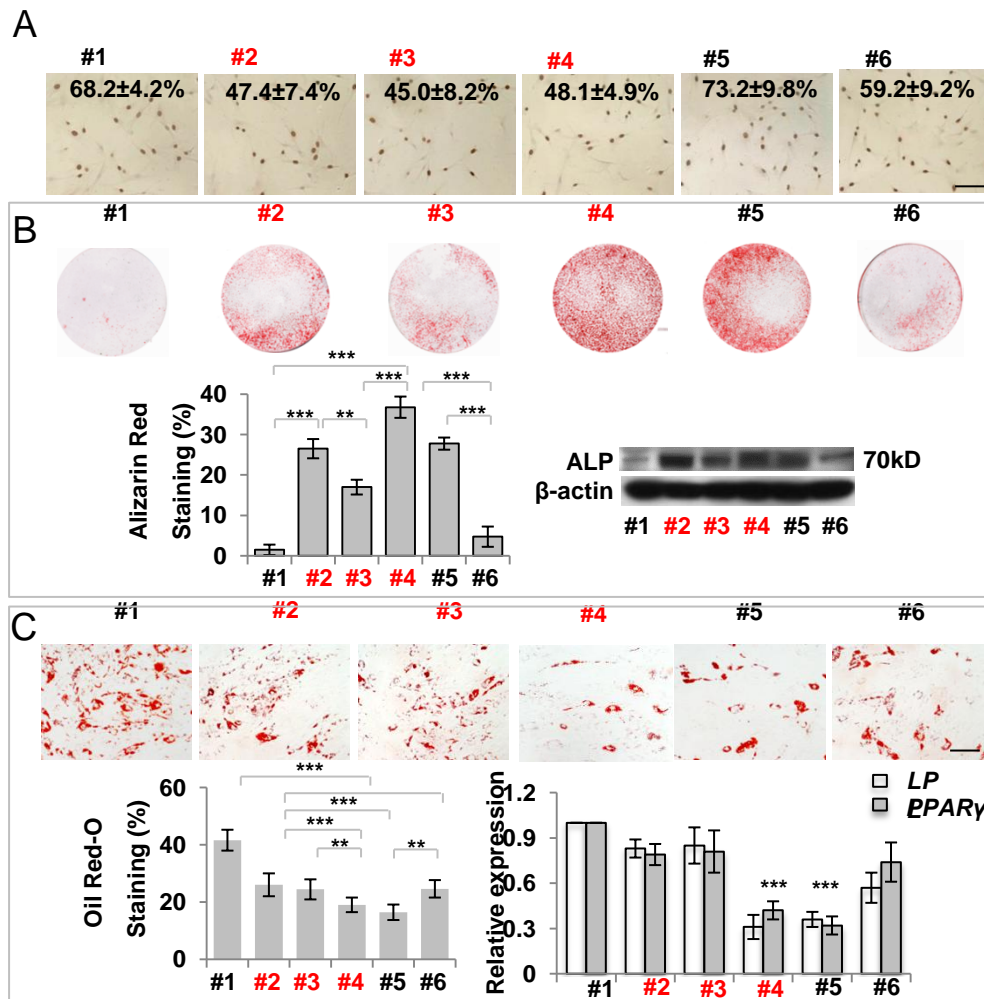 A
#1 #2 #3 #4 #5 #6
68.2±4.2% 47.4±7.4% 45.0±8.2% 48.1±4.9% 73.2±9.8% 59.2±9.2%
B
#1 #2 #3 #4 #5 #6
Alizarin Red
Staining (%)
40
30
20
10
0
***
*** ** *** *** ***
#1 #2 #3 #4 #5 #6
ALP 70kD
β-actin
#1 #2 #3 #4 #5 #6
C
#1 #2 #3 #4 #5 #6
Oil Red-O
Staining (%)
60
40
20
0
***
***
***
** **
#1 #2 #3 #4 #5 #6
Relative expression
1.2
0.9
0.6
0.3
0
LP
PPARγ
*** ***
#1 #2 #3 #4 #5 #6